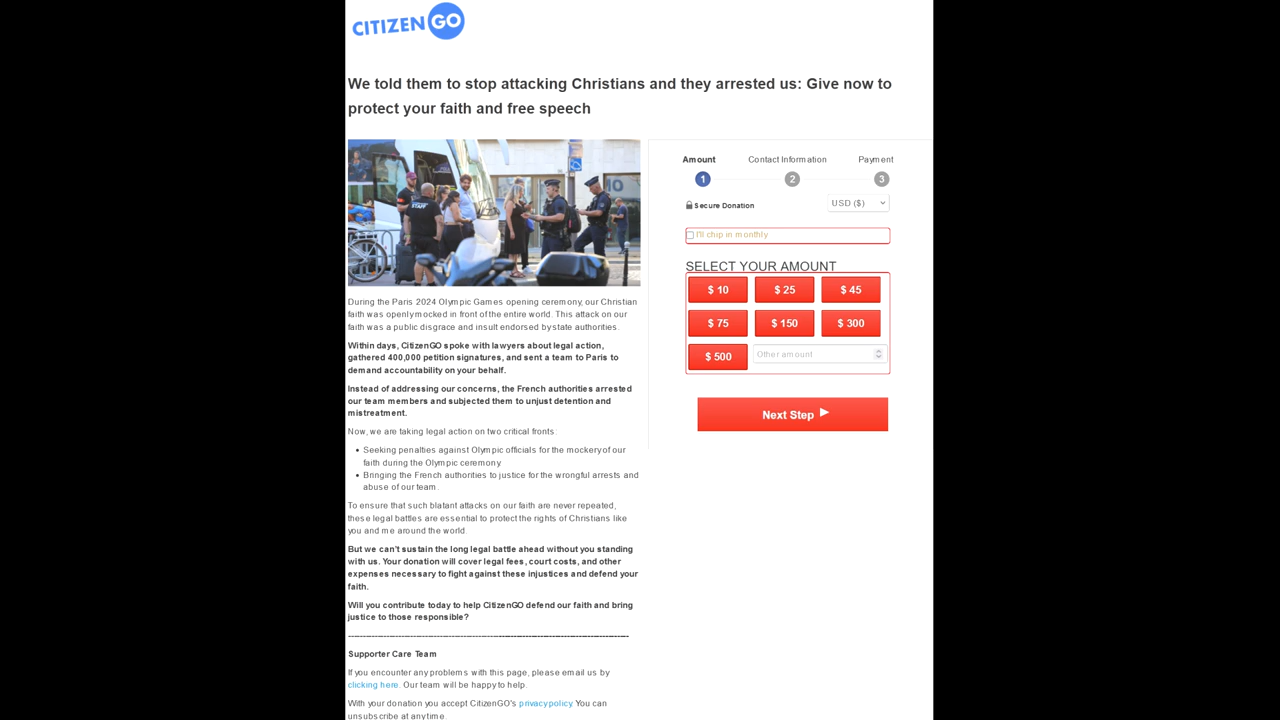 CITIZENGO
We told them to stop attacking Christians and they arrested us: Give now to
protect your faith and free speech
Amount
Contact Information
Payment
1
2
3
Secure Donation
USD ($)
I'll chip in monthly
SELECT YOUR AMOUNT
$ 10
$ 25
$ 45
$ 75
$ 150
$ 300
$ 500
Other amount
Next Step
STAFF
During the Paris 2024 Olympic Games opening ceremony, our Christian
faith was openly mocked in front of the entire world. This attack on our
faith was a public disgrace and insult endorsed by state authorities.
Within days, CitizenGO spoke with lawyers about legal action,
gathered 400,000 petition signatures, and sent a team to Paris to
demand accountability on your behalf.
Instead of addressing our concerns, the French authorities arrested
our team members and subjected them to unjust detention and
mistreatment.
Now, we are taking legal action on two critical fronts:
• Seeking penalties against Olympic officials for the mockery of our
faith during the Olympic ceremony.
• Bringing the French authorities to justice for the wrongful arrests and
abuse of our team.
To ensure that such blatant attacks on our faith are never repeated,
these legal battles are essential to protect the rights of Christians like
you and me around the world.
But we can't sustain the long legal battle ahead without you standing
with us. Your donation will cover legal fees, court costs, and other
expenses necessary to fight against these injustices and defend your
faith.
Will you contribute today to help CitizenGO defend our faith and bring
justice to those responsible?
Supporter Care Team
If you encounter any problems with this page, please email us by
clicking here. Our team will be happy to help.
With your donation you accept CitizenGO's privacy policy. You can
unsubscribe at anytime.